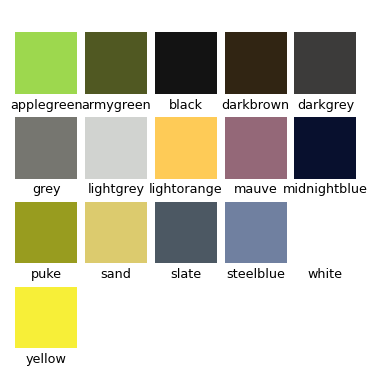 applegreen armygreen black darkbrown darkgrey
grey lightgrey lightorange mauve midnightblue
puke sand slate steelblue white
yellow